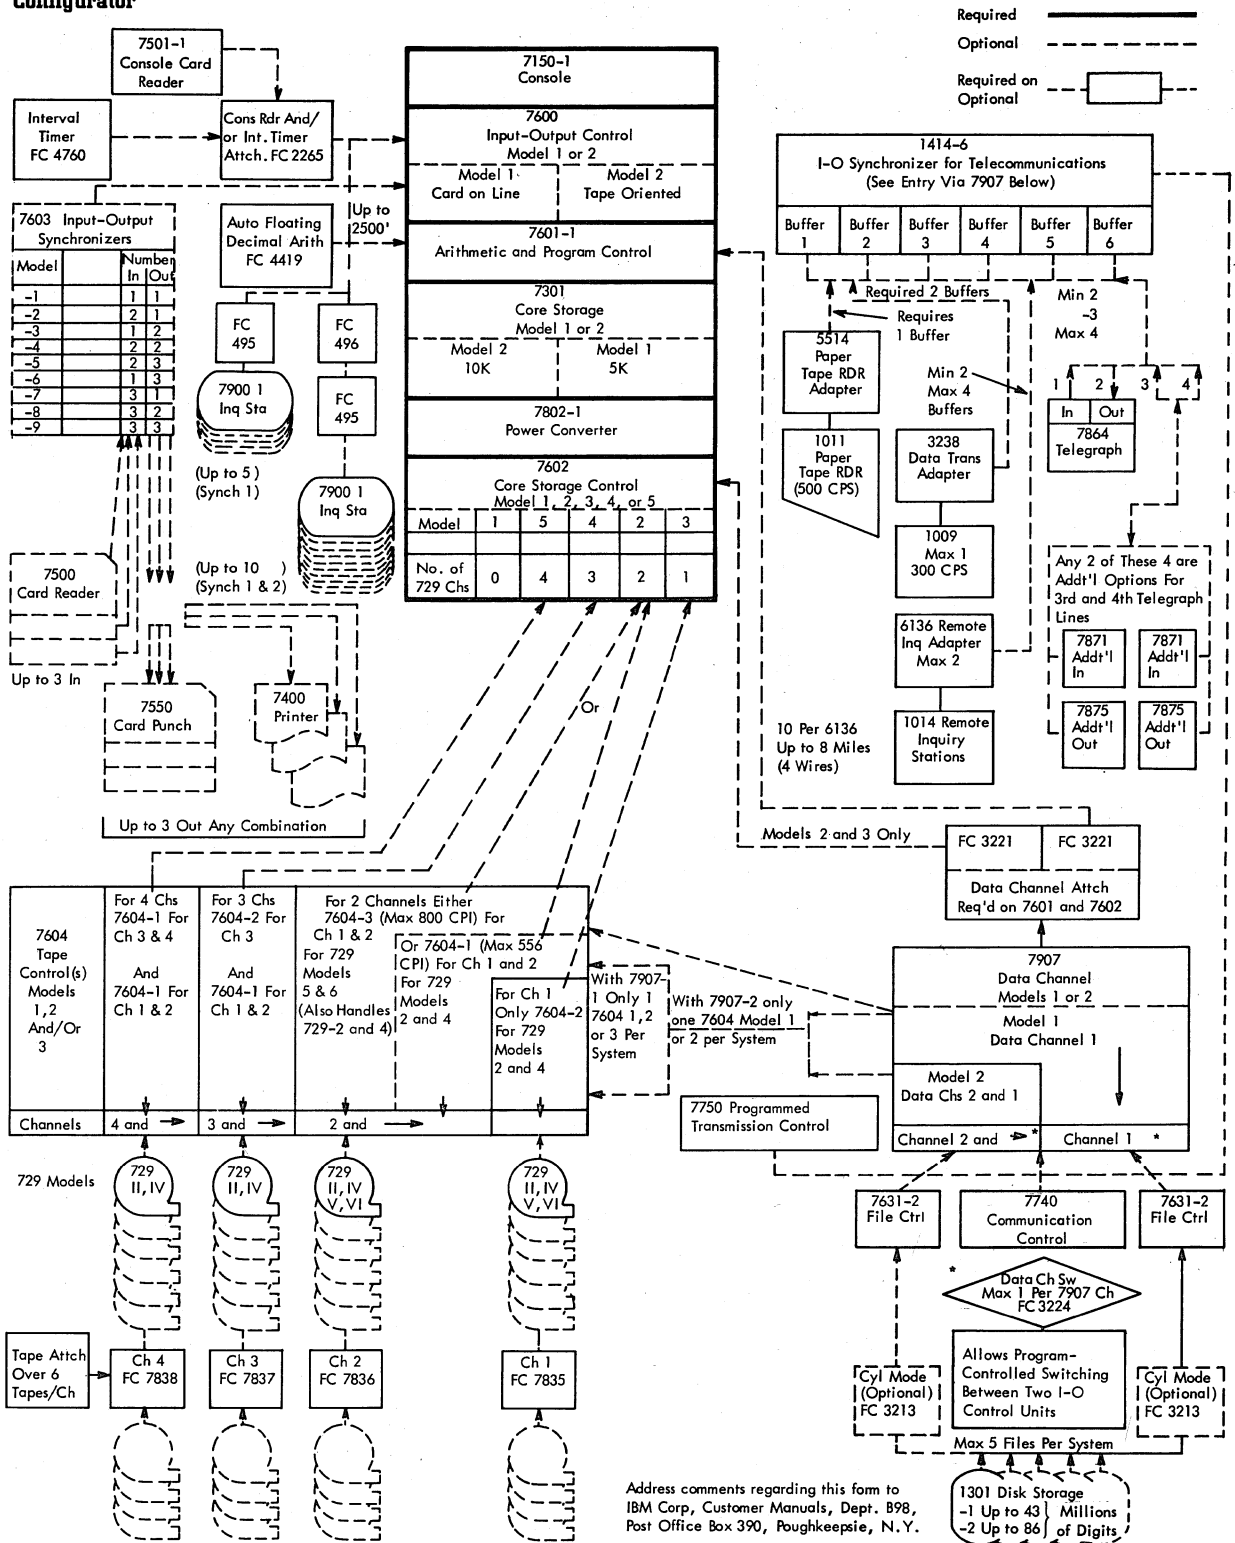 Configurator
Required
Optional
Required on
Optional
7501-1
Console Card
Reader
Interval
Timer
FC 4760
Cons Rdr And/
or Int. Timer
Attch. FC 2265
7150-1
Console
7600
Input-Output Control
Model 1 or 2
Model 1
Card on Line
Model 2
Tape Oriented
7601-1
Arithmetic and Program Control
7301
Core Storage
Model 1 or 2
Model 2
10K
Model 1
5K
7802-1
Power Converter
7602
Core Storage Control
Model 1, 2, 3, 4, or 5
Model 1 5 4 2 3
No. of
729 Chs 0 4 3 2 1
7603 Input-Output
Synchronizers
Model
Number
In Out
-1 1 1
-2 2 1
-3 1 2
-4 2 2
-5 2 3
-6 1 3
-7 3 1
-8 3 2
-9 3 3
Auto Floating
Decimal Arith
FC 4419
Up to
2500'
FC
495
FC
496
7900 1
Inq Sta
FC
495
(Up to 5 )
(Synch 1)
7900 1
Inq Sta
(Up to 10 )
(Synch 1 & 2)
7500
Card Reader
Up to 3 In
7550
Card Punch
7400
Printer
Up to 3 Out Any Combination
1414-6
I-O Synchronizer for Telecommunications
(See Entry Via 7907 Below)
Buffer
1
Buffer
2
Buffer
3
Buffer
4
Buffer
5
Buffer
6
Required 2 Buffers
Requires
1 Buffer
Min 2
-3
Max 4
5514
Paper
Tape RDR
Adapter
1011
Paper
Tape RDR
(500 CPS)
Min 2
Max 4
Buffers
3238
Data Trans
Adapter
1009
Max 1
300 CPS
6136 Remote
Inq Adapter
Max 2
1014 Remote
Inquiry
Stations
10 Per 6136
Up to 8 Miles
(4 Wires)
1 2 3 4
In Out
7864
Telegraph
Any 2 of These 4 are
Addt'l Options For
3rd and 4th Telegraph
Lines
7871
Addt'l
In
7871
Addt'l
In
7875
Addt'l
Out
7875
Addt'l
Out
Or
Models 2 and 3 Only
FC 3221 FC 3221
Data Channel Attch
Req'd on 7601 and 7602
7604
Tape
Control(s)
Models
1,2
And/Or
3
For 4 Chs
7604-1 For
Ch 3 & 4
And
7604-1 For
Ch 1 & 2
For 3 Chs
7604-2 For
Ch 3
And
7604-1 For
Ch 1 & 2
For 2 Channels Either
7604-3 (Max 800 CPI) For
Ch 1 & 2
For 729
Models
5 & 6
(Also Handles
729-2 and 4)
Or 7604-1 (Max 556
CPI) For Ch 1 and 2
For 729
Models
2 and 4
For Ch 1
Only 7604-2
For 729
Models
2 and 4
With 7907-
1 Only 1
7604 1,2
or 3 Per
System
With 7907-2 only
one 7604 Model 1
or 2 per System
Channels 4 and 3 and 2 and
7907
Data Channel
Models 1 or 2
Model 1
Data Channel 1
Model 2
Data Chs 2 and 1
Channel 2 and *
Channel 1 *
7750 Programmed
Transmission Control
729 Models
729
II, IV
729
II, IV
729
II, IV
V, VI
729
II, IV
V, VI
7631-2
File Ctrl
7740
Communication
Control
7631-2
File Ctrl
*
Data Ch Sw
Max 1 Per 7907 Ch
FC 3224
Tape Attch
Over 6
Tapes/Ch
Ch 4
FC 7838
Ch 3
FC 7837
Ch 2
FC 7836
Ch 1
FC 7835
Cyl Mode
(Optional)
FC 3213
Allows Program-
Controlled Switching
Between Two I-O
Control Units
Cyl Mode
(Optional)
FC 3213
Max 5 Files Per System
1301 Disk Storage
-1 Up to 43 } Millions
-2 Up to 86 } of Digits
Address comments regarding this form to
IBM Corp, Customer Manuals, Dept. B98,
Post Office Box 390, Poughkeepsie, N.Y.